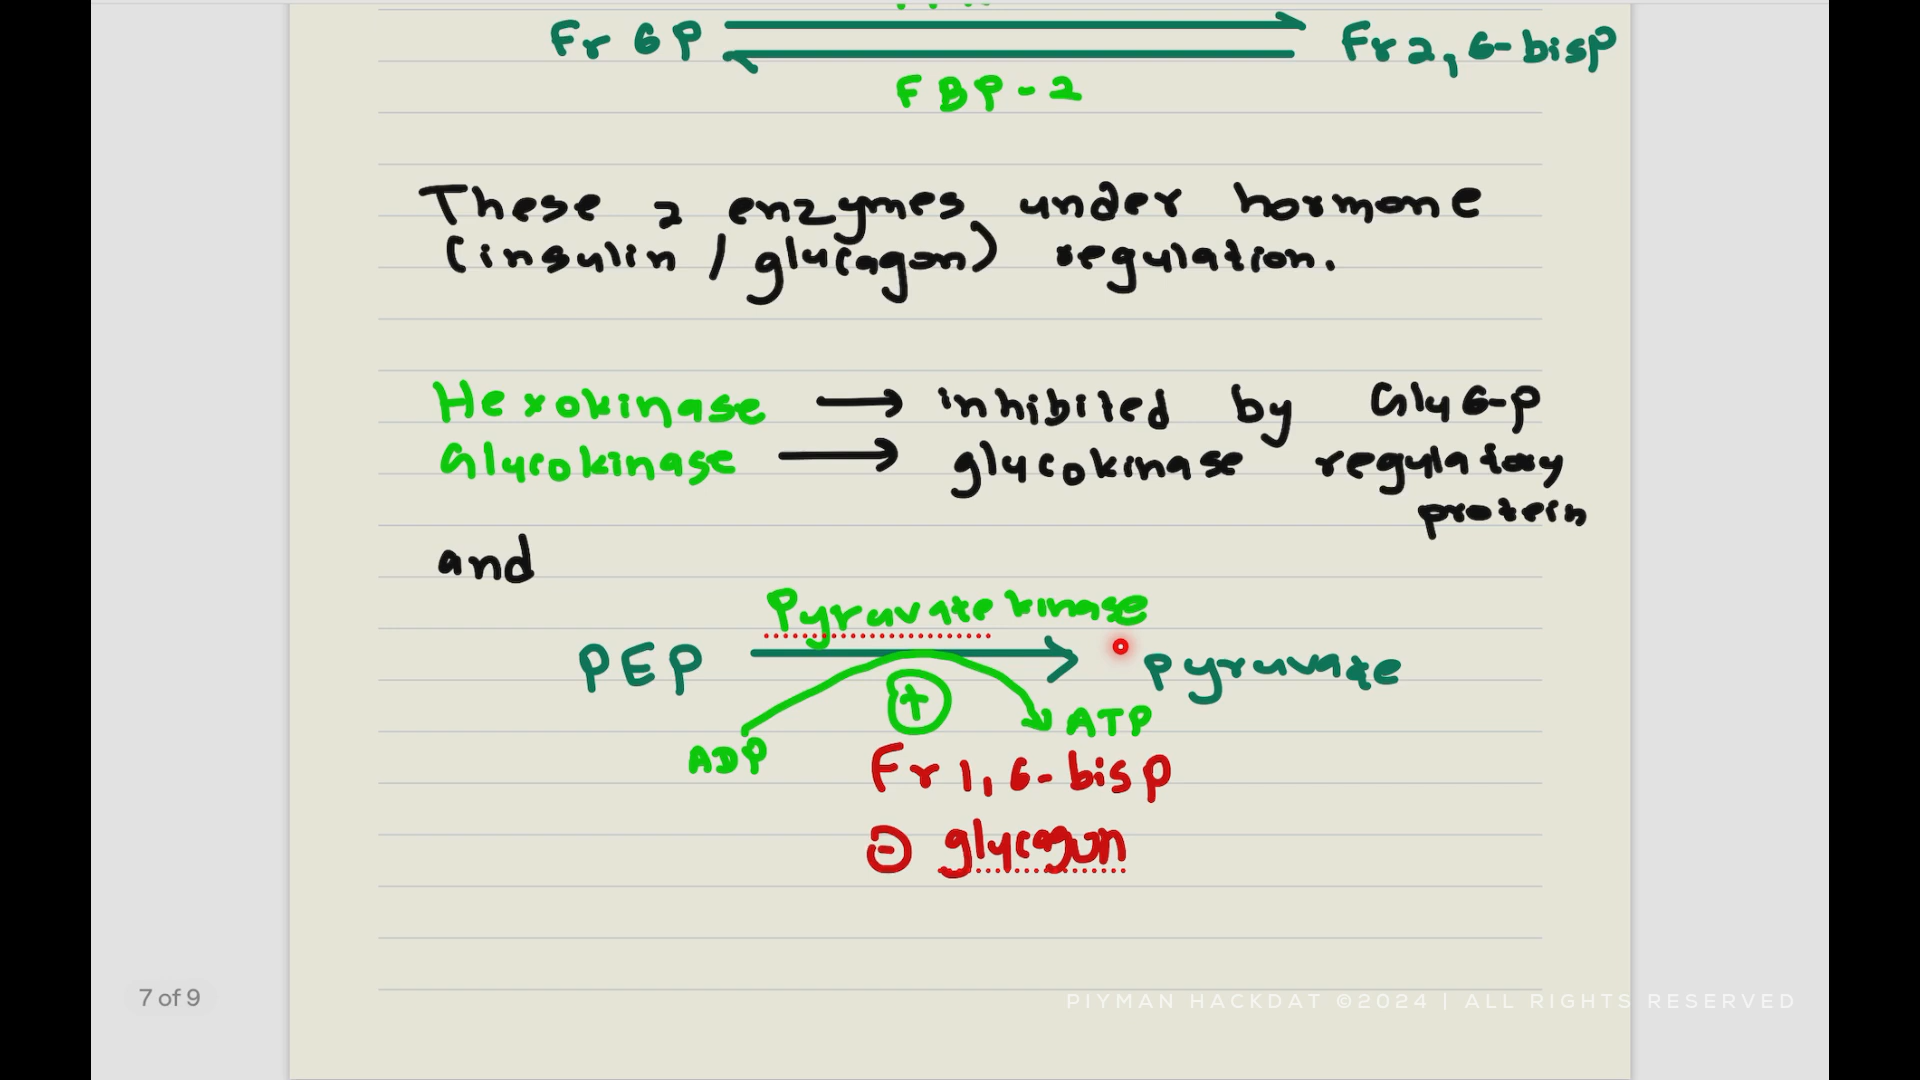 Fr 6P Fr 2,6-bisP
FBP-2
These 2 enzymes under hormone
(insulin / glucagon) regulation.
Hexokinase → inhibited by Glu 6-P
Glucokinase → glucokinase regulatory
protein
and
Pyruvate kinase
PEP → pyruvate
+
ADP ATP
Fr 1,6-bisp
⊖ glucagon
7 of 9
PIYMAN HACKDAT ©2024 | ALL RIGHTS RESERVED